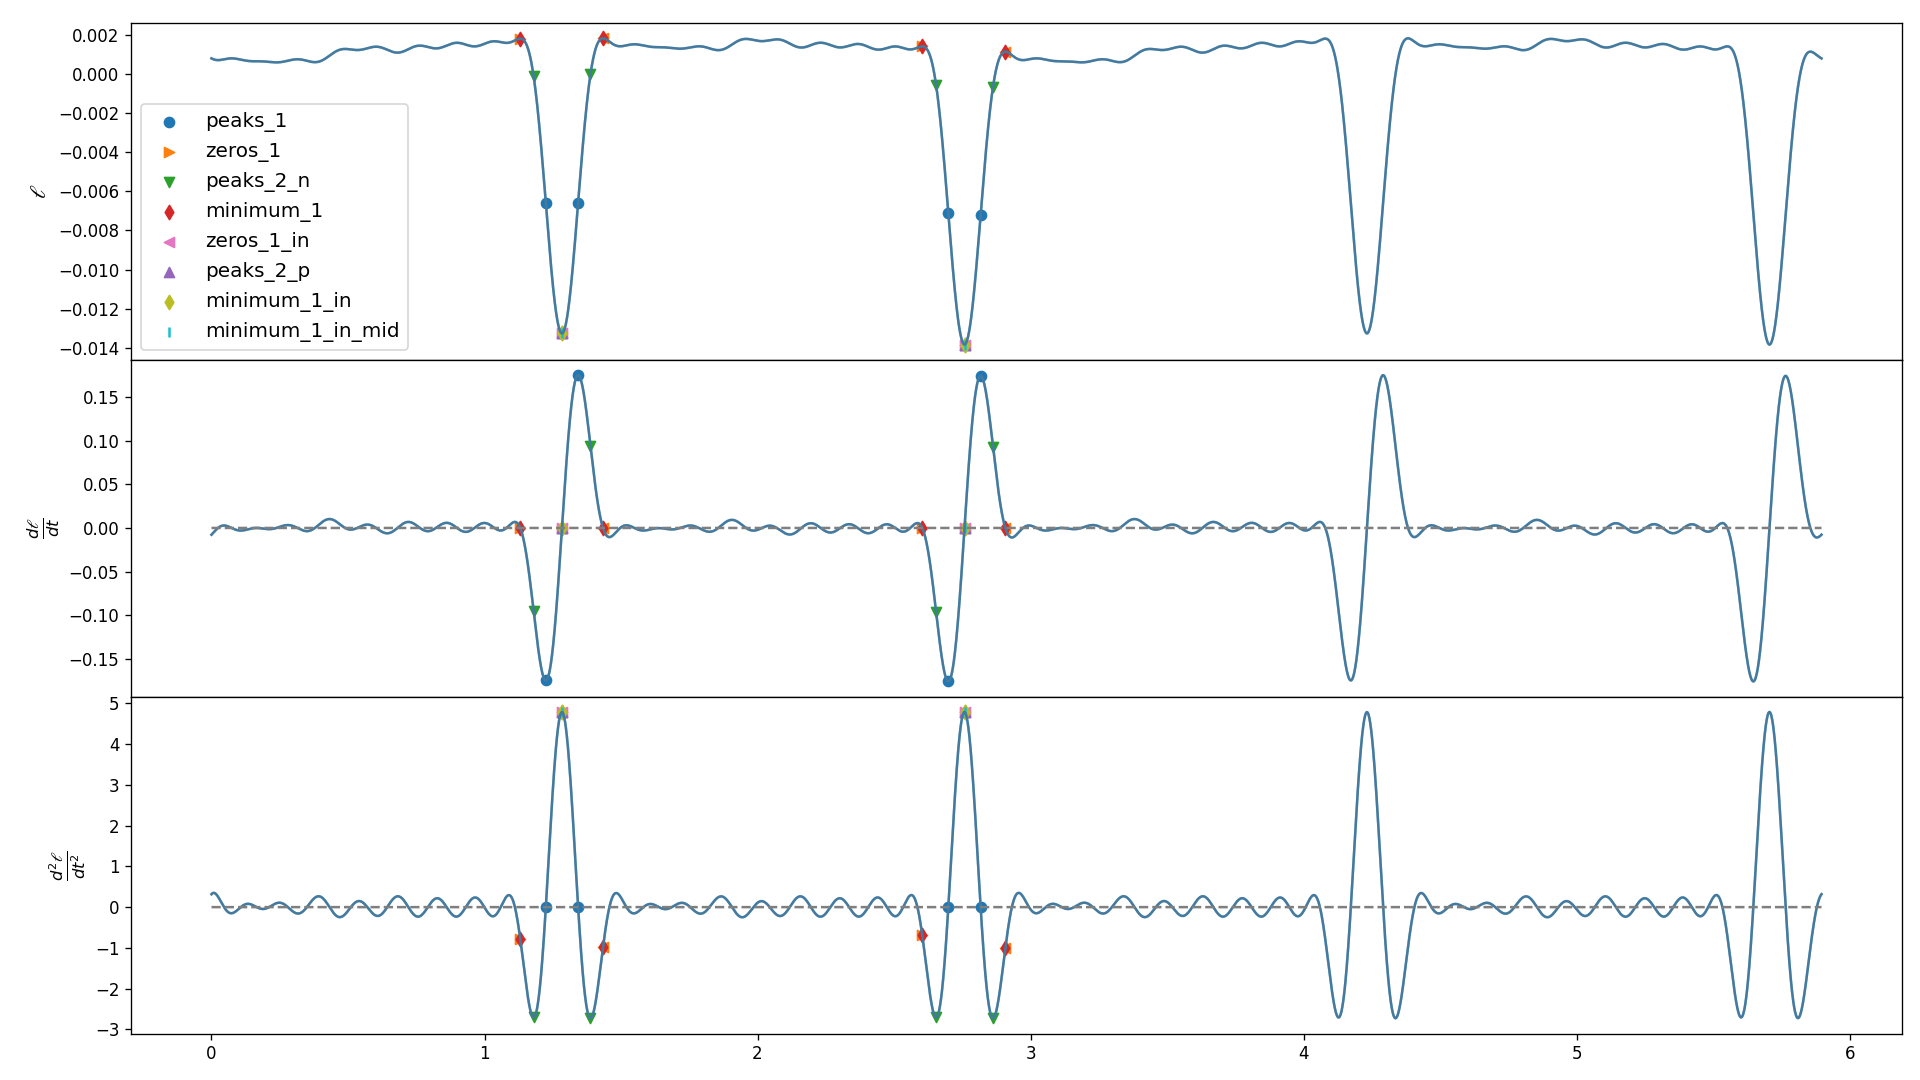 0.002
0.000
−0.002
−0.004
−0.006
−0.008
−0.010
−0.012
−0.014
ℓ
peaks_1
zeros_1
peaks_2_n
minimum_1
zeros_1_in
peaks_2_p
minimum_1_in
minimum_1_in_mid
0.15
0.10
0.05
0.00
−0.05
−0.10
−0.15
dℓ
dt
5
4
3
2
1
0
−1
−2
−3
d²ℓ
dt²
0 1 2 3 4 5 6